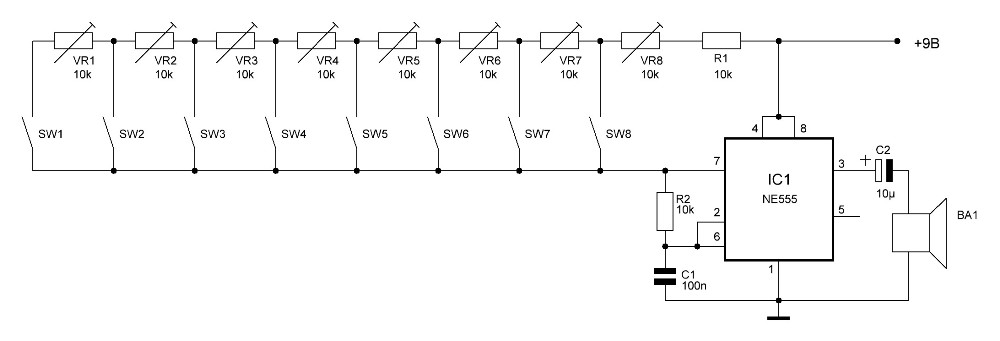 VR1
10k
VR2
10k
VR3
10k
VR4
10k
VR5
10k
VR6
10k
VR7
10k
VR8
10k
R1
10k
+9B
SW1
SW2
SW3
SW4
SW5
SW6
SW7
SW8
4
8
7
3
2
6
5
1
IC1
NE555
+
C2
10µ
BA1
R2
10k
C1
100n